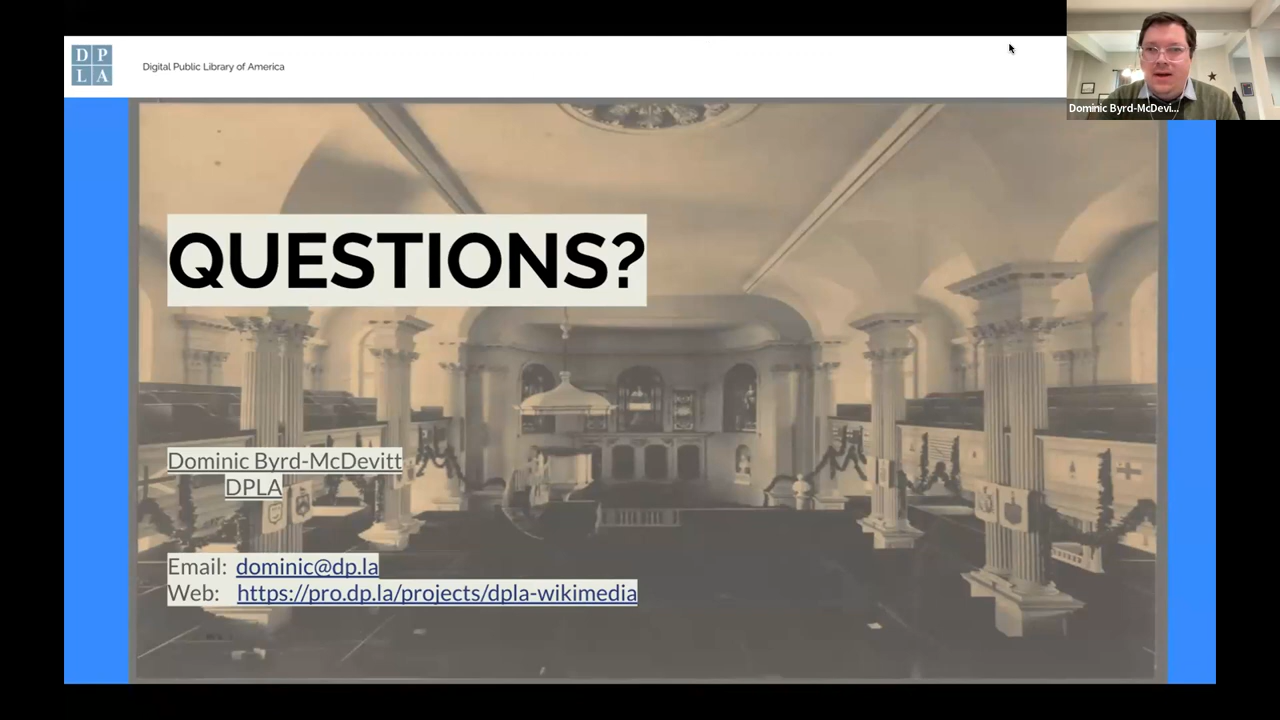 D P
L A
Digital Public Library of America
Dominic Byrd-McDevi...
QUESTIONS?
Dominic Byrd-McDevitt
DPLA
Email: dominic@dp.la
Web: https://pro.dp.la/projects/dpla-wikimedia